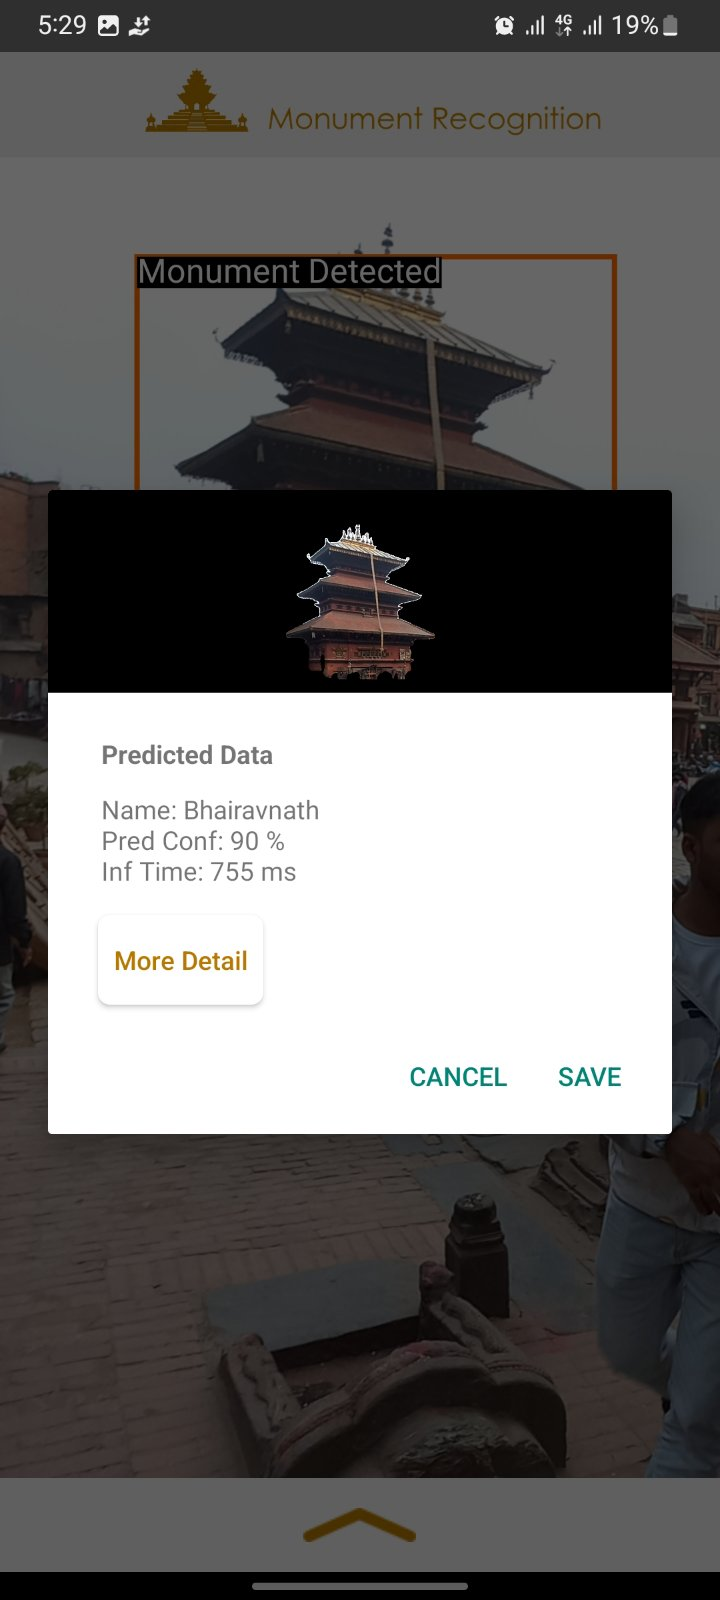 5:29 4G 19%
Monument Recognition
Monument Detected
Predicted Data
Name: Bhairavnath
Pred Conf: 90 %
Inf Time: 755 ms
More Detail
CANCEL SAVE